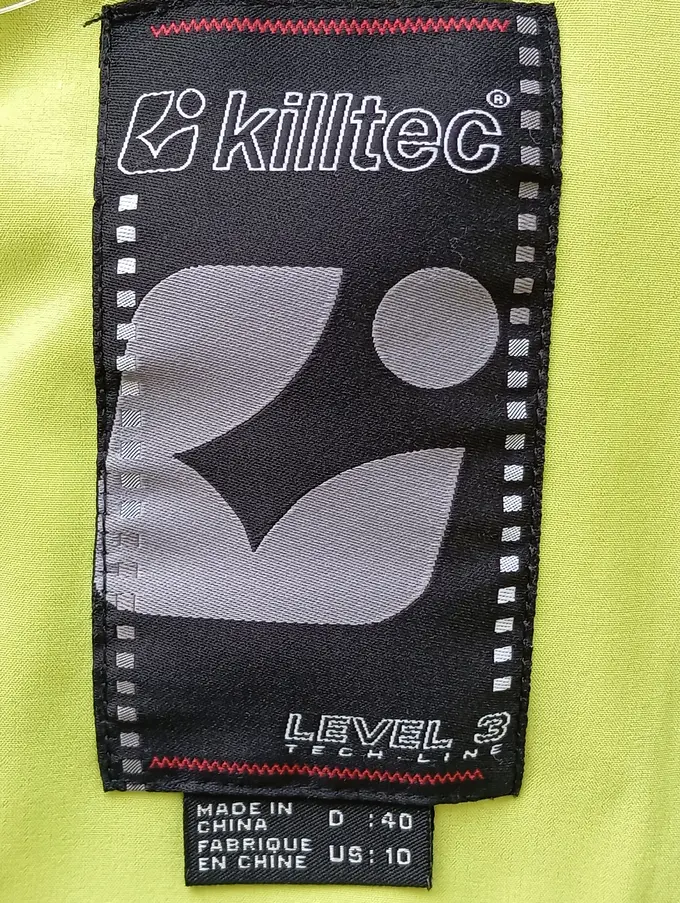 killtec®
LEVEL 3
TECH-LINE
MADE IN
CHINA
FABRIQUE
EN CHINE
D : 40
US: 10